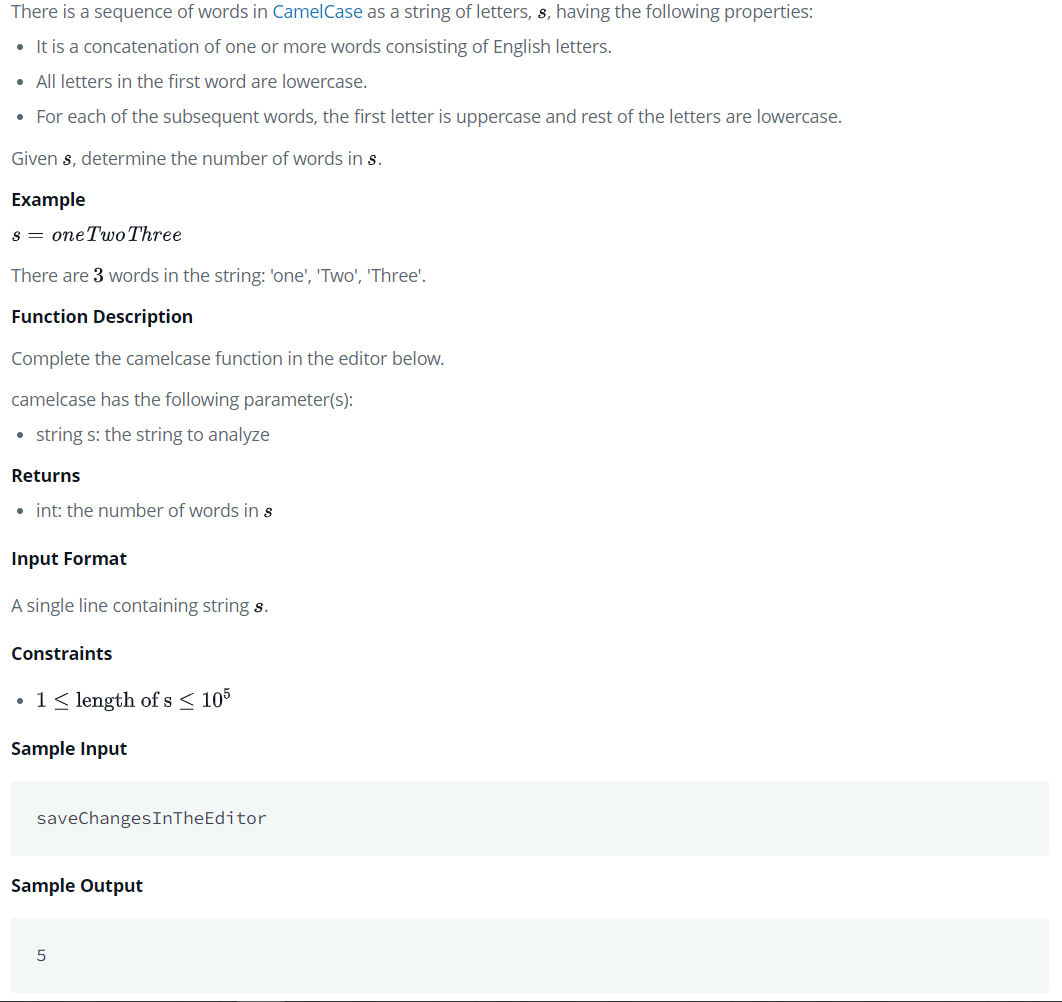 There is a sequence of words in CamelCase as a string of letters, s, having the following properties:
• It is a concatenation of one or more words consisting of English letters.
• All letters in the first word are lowercase.
• For each of the subsequent words, the first letter is uppercase and rest of the letters are lowercase.
Given s, determine the number of words in s.
Example
s = oneTwoThree
There are 3 words in the string: 'one', 'Two', 'Three'.
Function Description
Complete the camelcase function in the editor below.
camelcase has the following parameter(s):
• string s: the string to analyze
Returns
• int: the number of words in s
Input Format
A single line containing string s.
Constraints
• 1 ≤ length of s ≤ 10⁵
Sample Input
saveChangesInTheEditor
Sample Output
5